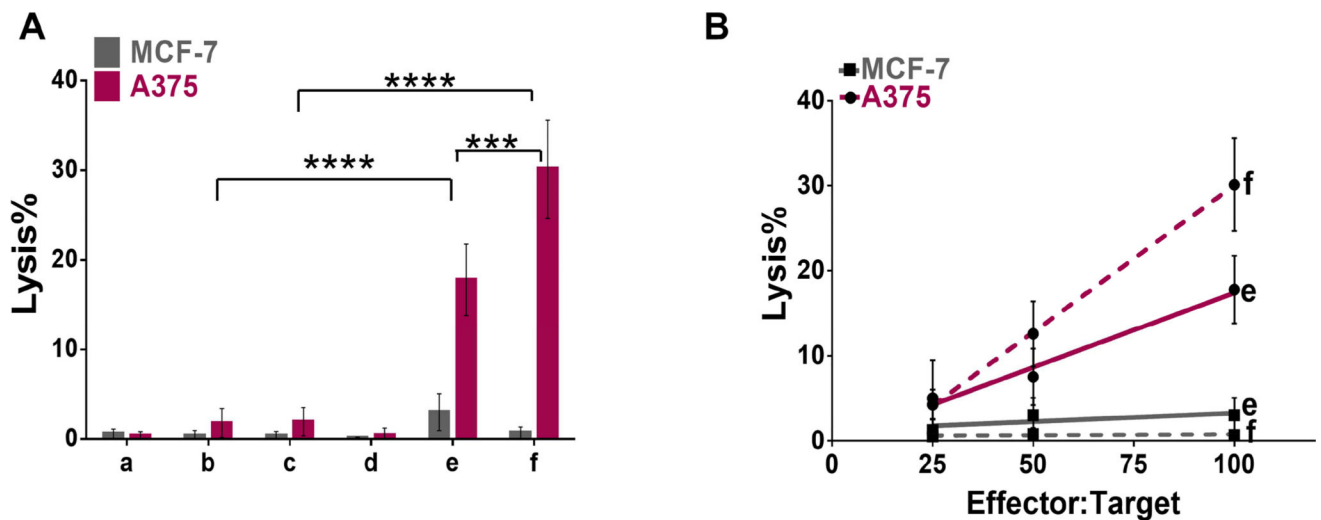 A
MCF-7
A375
****
****
***
Lysis%
40
30
20
10
0
a b c d e f
B
MCF-7
A375
Lysis%
40
30
20
10
0
f
e
e
f
0 25 50 75 100
Effector:Target